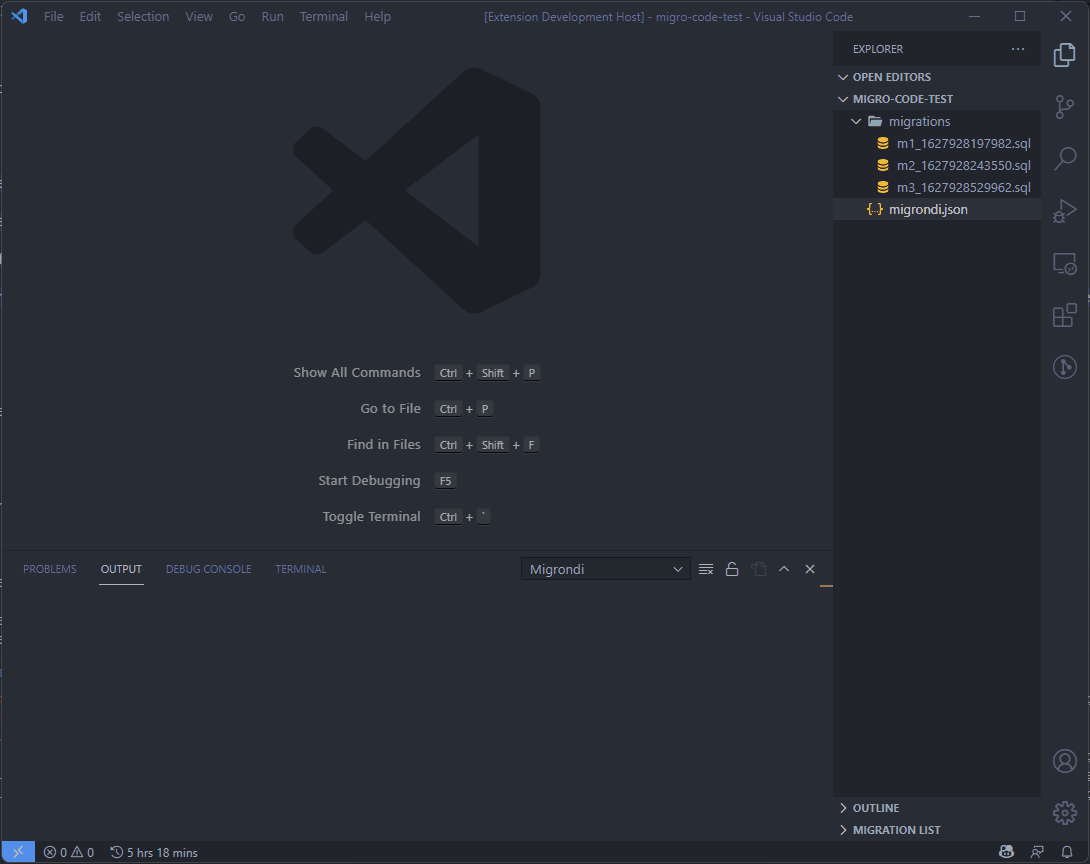 File Edit Selection View Go Run Terminal Help [Extension Development Host] - migro-code-test - Visual Studio Code
EXPLORER
OPEN EDITORS
MIGRO-CODE-TEST
migrations
m1_1627928197982.sql
m2_1627928243550.sql
m3_1627928529962.sql
{..} migrondi.json
Show All Commands Ctrl + Shift + P
Go to File Ctrl + P
Find in Files Ctrl + Shift + F
Start Debugging F5
Toggle Terminal Ctrl + `
PROBLEMS OUTPUT DEBUG CONSOLE TERMINAL Migrondi
OUTLINE
MIGRATION LIST
0 0 5 hrs 18 mins